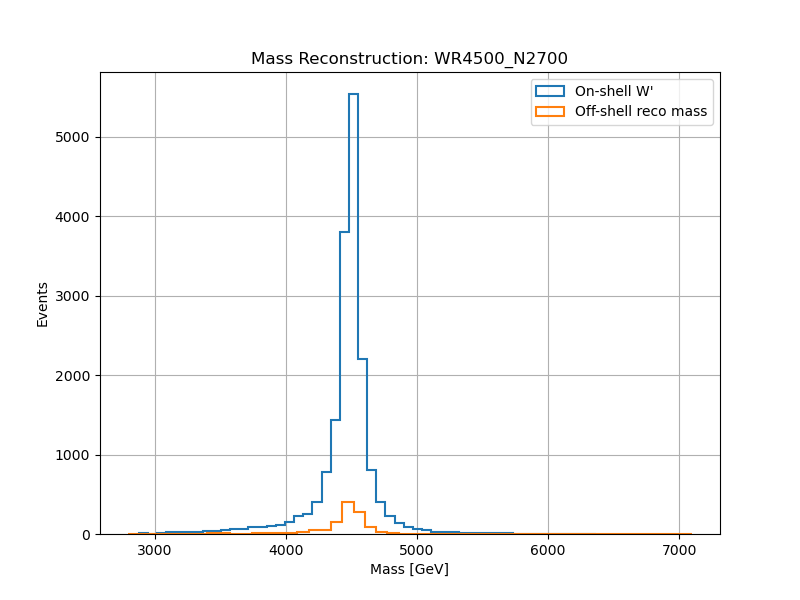 Mass Reconstruction: WR4500_N2700
On-shell W'
Off-shell reco mass
5000
4000
3000
2000
1000
0
Events
3000 4000 5000 6000 7000
Mass [GeV]